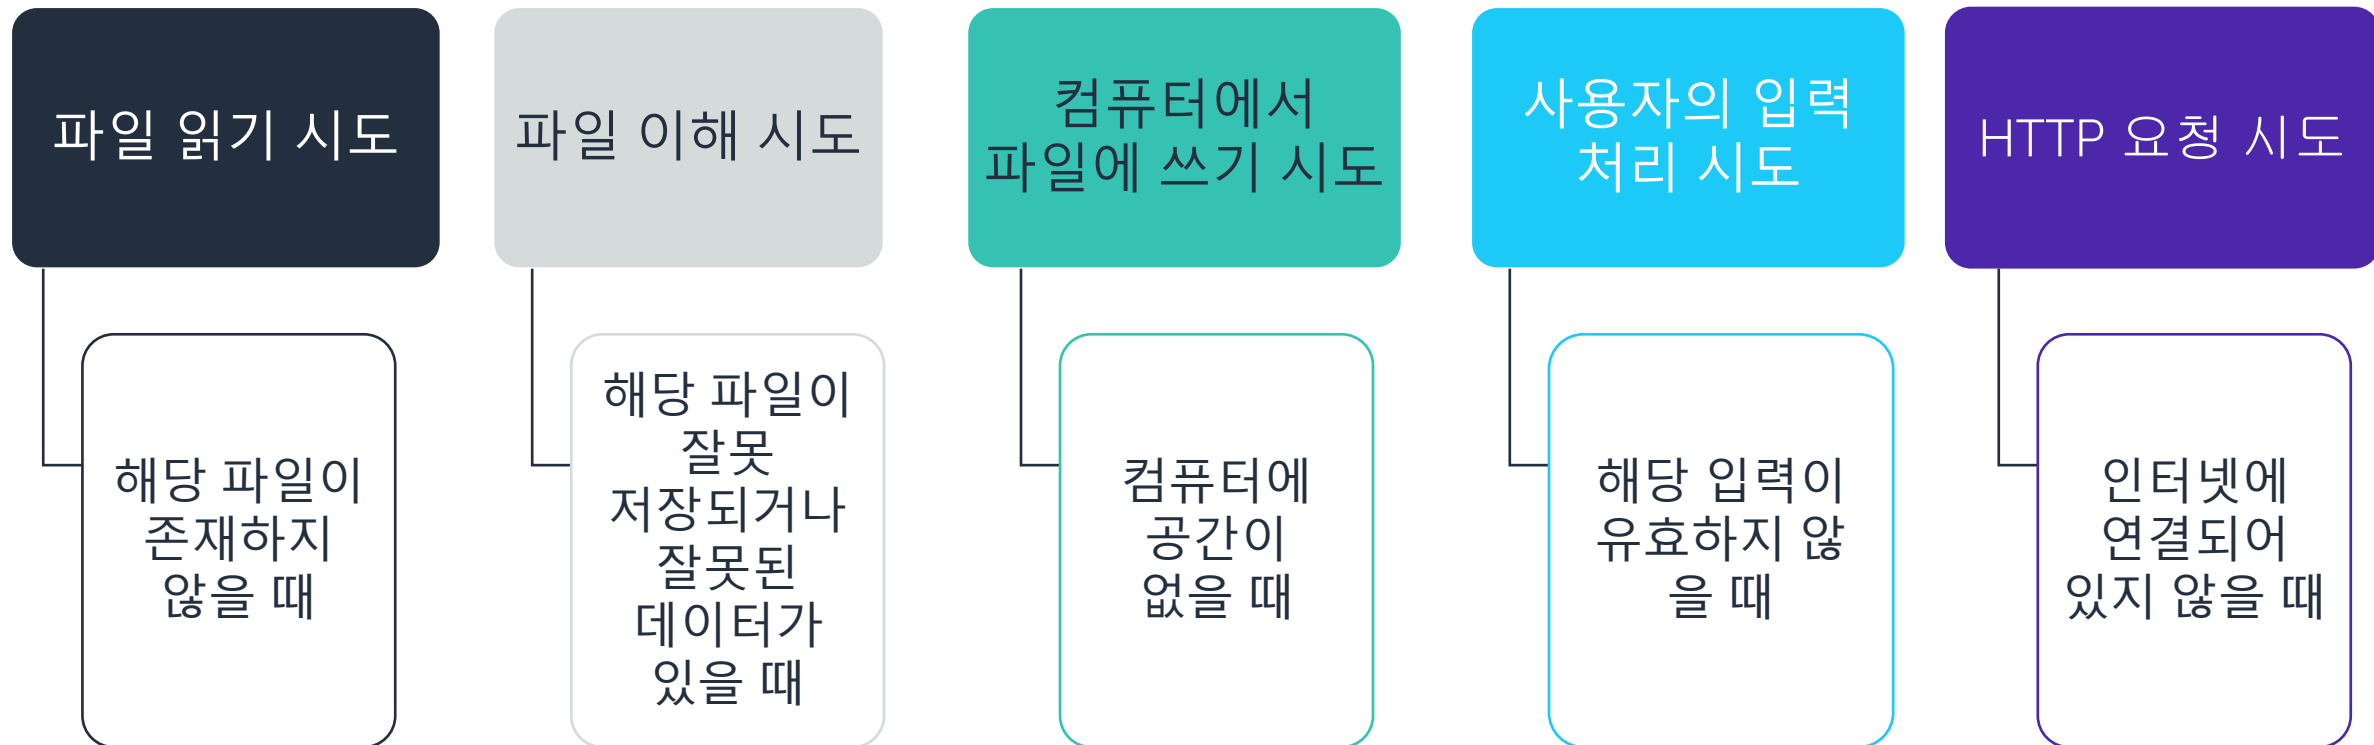 파일 읽기 시도
해당 파일이
존재하지
않을 때
파일 이해 시도
해당 파일이
잘못
저장되거나
잘못된
데이터가
있을 때
컴퓨터에서
파일에 쓰기 시도
컴퓨터에
공간이
없을 때
사용자의 입력
처리 시도
해당 입력이
유효하지 않
을 때
HTTP 요청 시도
인터넷에
연결되어
있지 않을 때